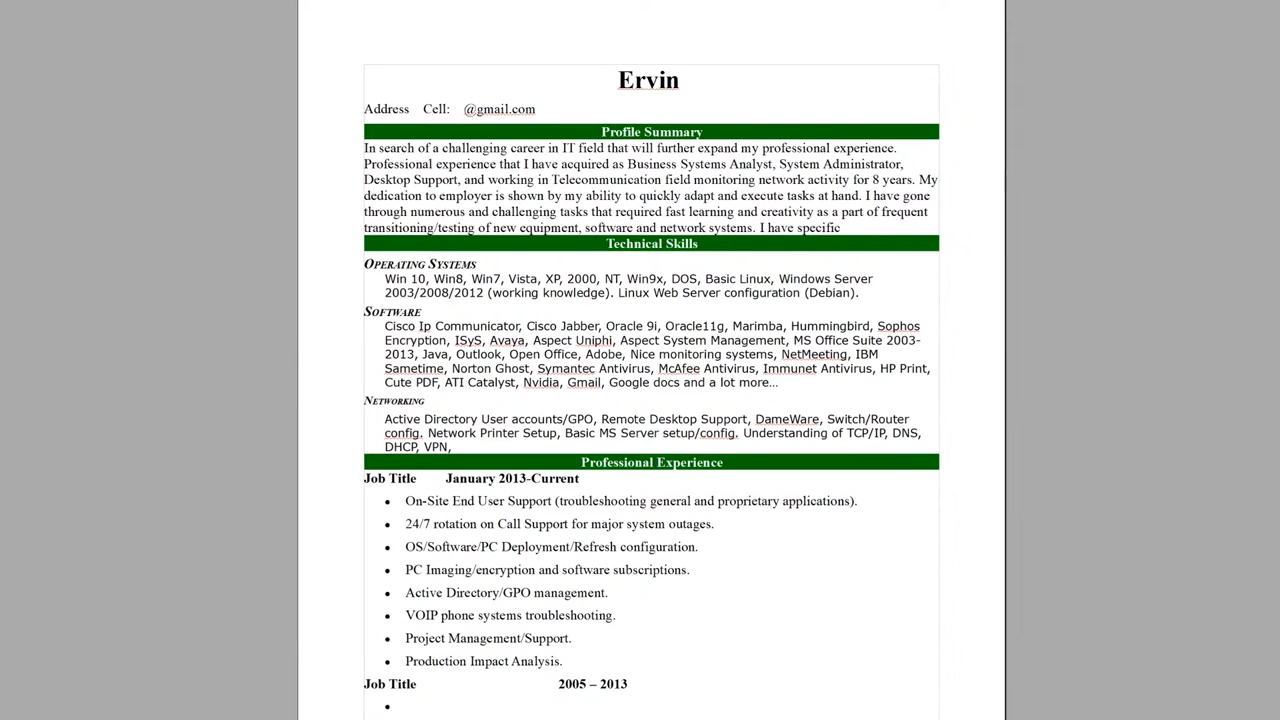 Ervin
Address Cell: @gmail.com
Profile Summary
In search of a challenging career in IT field that will further expand my professional experience.
Professional experience that I have acquired as Business Systems Analyst, System Administrator,
Desktop Support, and working in Telecommunication field monitoring network activity for 8 years. My
dedication to employer is shown by my ability to quickly adapt and execute tasks at hand. I have gone
through numerous and challenging tasks that required fast learning and creativity as a part of frequent
transitioning/testing of new equipment, software and network systems. I have specific
Technical Skills
OPERATING SYSTEMS
Win 10, Win8, Win7, Vista, XP, 2000, NT, Win9x, DOS, Basic Linux, Windows Server
2003/2008/2012 (working knowledge). Linux Web Server configuration (Debian).
SOFTWARE
Cisco Ip Communicator, Cisco Jabber, Oracle 9i, Oracle11g, Marimba, Hummingbird, Sophos
Encryption, ISyS, Avaya, Aspect Uniphi, Aspect System Management, MS Office Suite 2003-
2013, Java, Outlook, Open Office, Adobe, Nice monitoring systems, NetMeeting, IBM
Sametime, Norton Ghost, Symantec Antivirus, McAfee Antivirus, Immunet Antivirus, HP Print,
Cute PDF, ATI Catalyst, Nvidia, Gmail, Google docs and a lot more…
NETWORKING
Active Directory User accounts/GPO, Remote Desktop Support, DameWare, Switch/Router
config. Network Printer Setup, Basic MS Server setup/config. Understanding of TCP/IP, DNS,
DHCP, VPN,
Professional Experience
Job Title January 2013-Current
• On-Site End User Support (troubleshooting general and proprietary applications).
• 24/7 rotation on Call Support for major system outages.
• OS/Software/PC Deployment/Refresh configuration.
• PC Imaging/encryption and software subscriptions.
• Active Directory/GPO management.
• VOIP phone systems troubleshooting.
• Project Management/Support.
• Production Impact Analysis.
Job Title 2005 – 2013
•